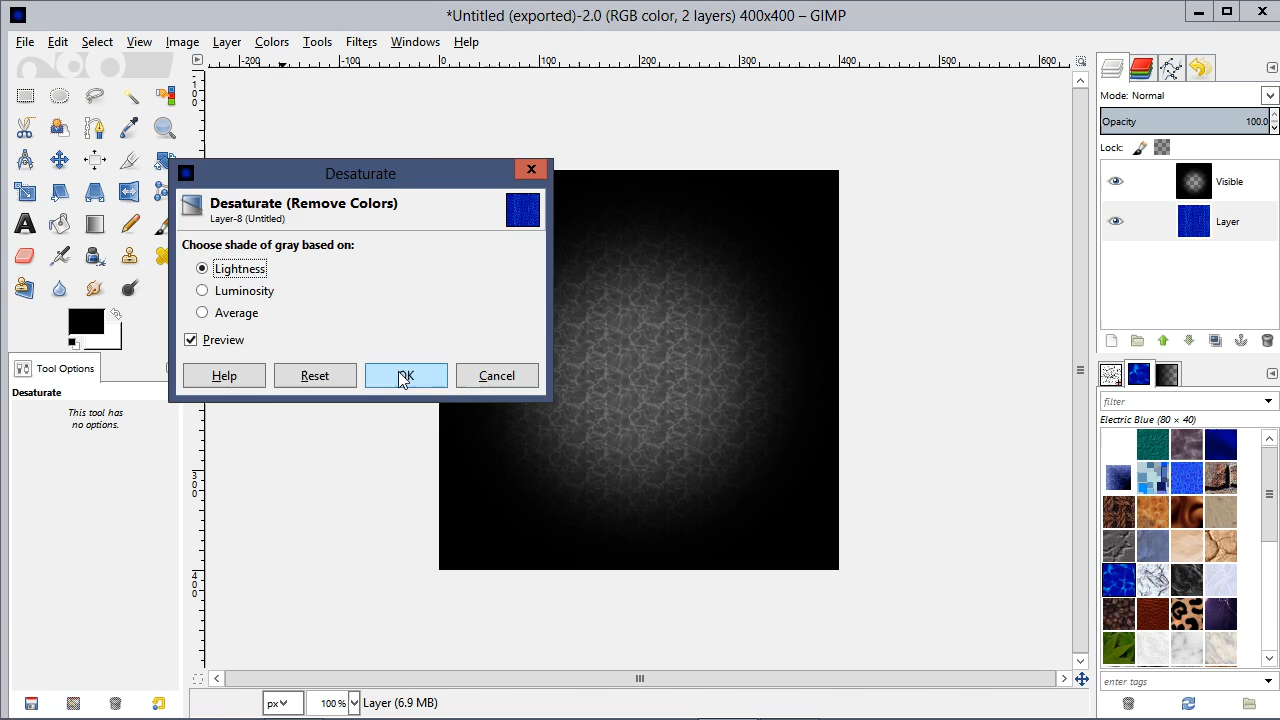 *Untitled (exported)-2.0 (RGB color, 2 layers) 400x400 – GIMP
File Edit Select View Image Layer Colors Tools Filters Windows Help
-200 -100 0 100 200 300 400 500 600
Mode: Normal
Opacity 100.0
Lock:
Visible
Layer
Desaturate
Desaturate (Remove Colors)
Layer-8 (Untitled)
Choose shade of gray based on:
Lightness
Luminosity
Average
Preview
Help Reset OK Cancel
Tool Options
Desaturate
This tool has
no options.
100
300
400
filter
Electric Blue (80 × 40)
enter tags
px 100% Layer (6.9 MB)